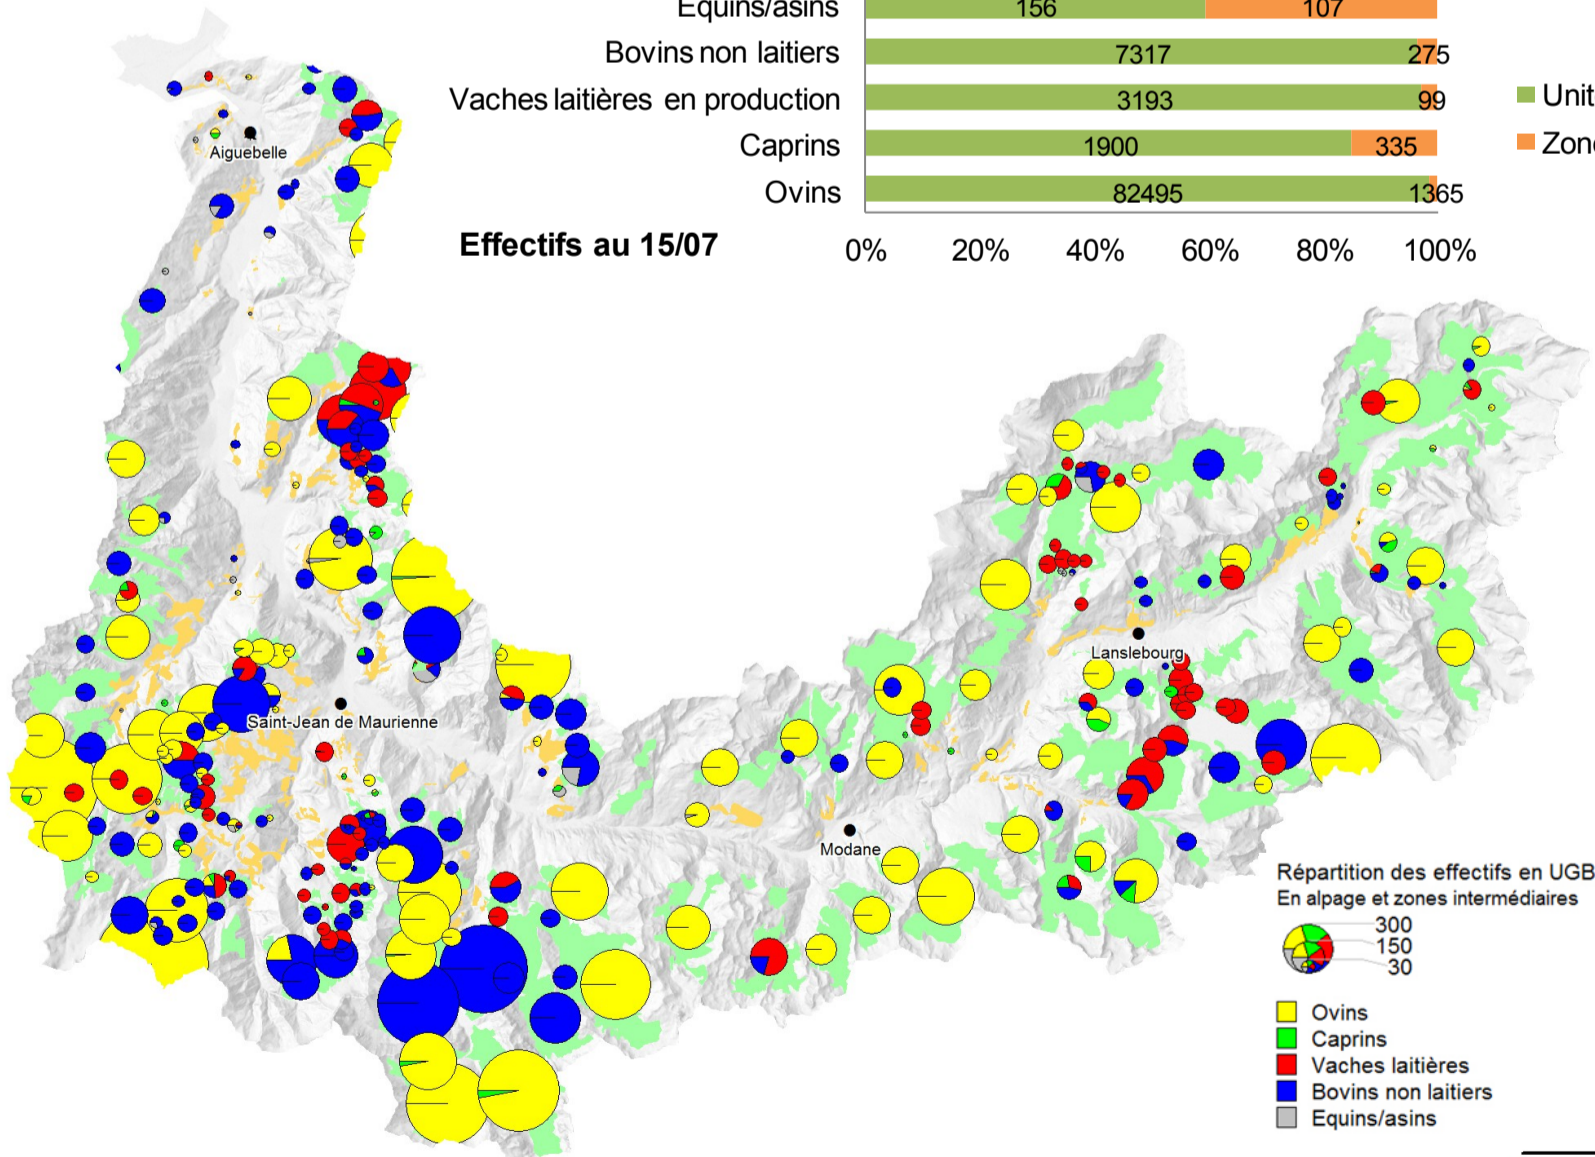 Equins/asins 156 107
Bovins non laitiers 7317 275
Vaches laitières en production 3193 99
Caprins 1900 335
Ovins 82495 1365
Unit
Zone
0% 20% 40% 60% 80% 100%
Effectifs au 15/07
Aiguebelle
Saint-Jean de Maurienne
Lanslebourg
Modane
Répartition des effectifs en UGB
En alpage et zones intermédiaires
300
150
30
Ovins
Caprins
Vaches laitières
Bovins non laitiers
Equins/asins